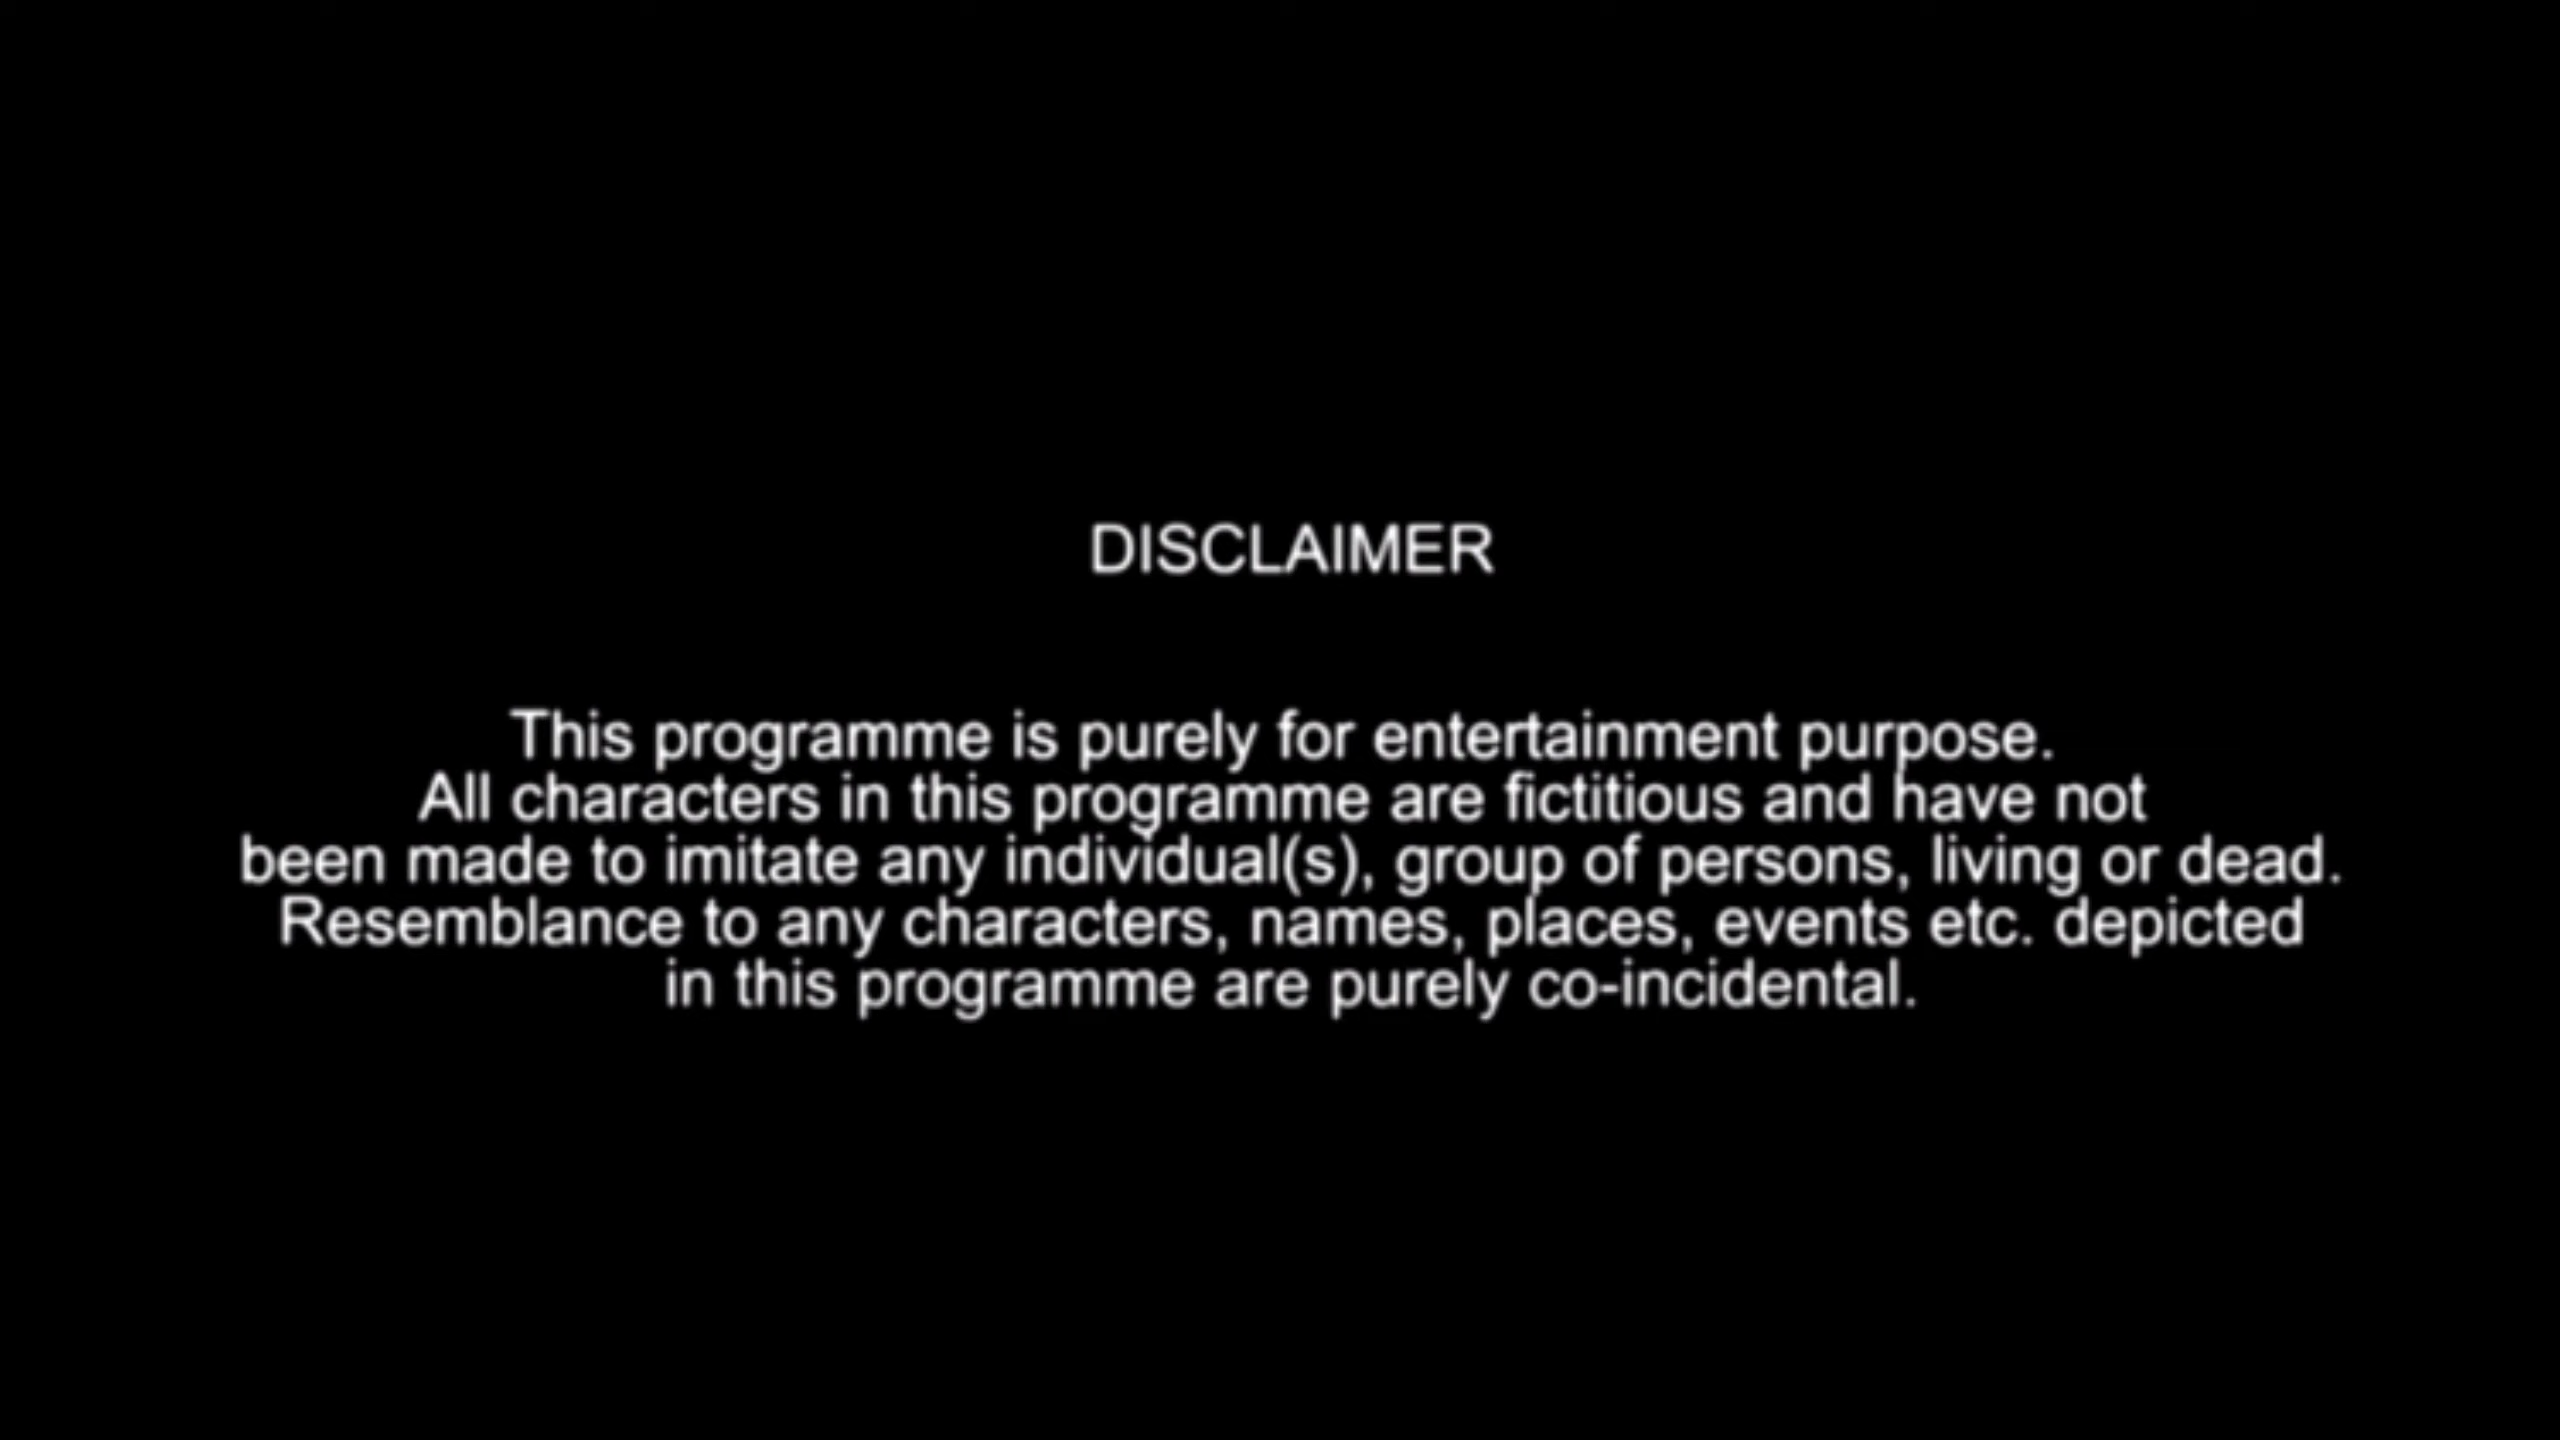 DISCLAIMER
This programme is purely for entertainment purpose.
All characters in this programme are fictitious and have not
been made to imitate any individual(s), group of persons, living or dead.
Resemblance to any characters, names, places, events etc. depicted
in this programme are purely co-incidental.